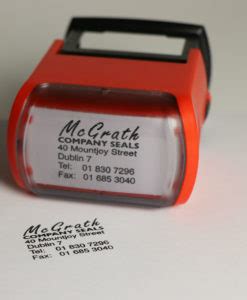 McGrath
COMPANY SEALS
40 Mountjoy Street
Dublin 7
Tel: 01 830 7296
Fax: 01 685 3040
McGrath
COMPANY SEALS
40 Mountjoy Street
Dublin 7
Tel: 01 830 7296
Fax: 01 685 3040